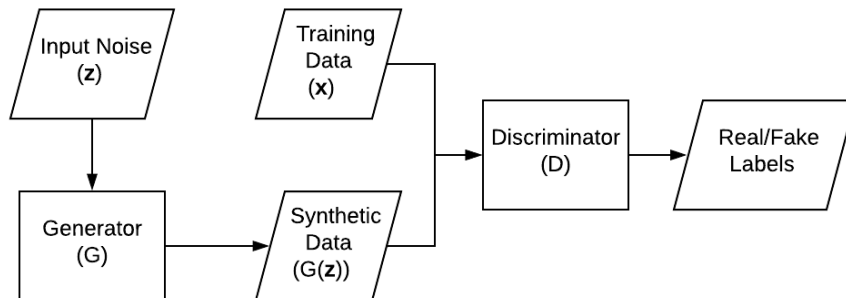 Input Noise
(z)
Training
Data
(x)
Discriminator
(D)
Real/Fake
Labels
Generator
(G)
Synthetic
Data
(G(z))